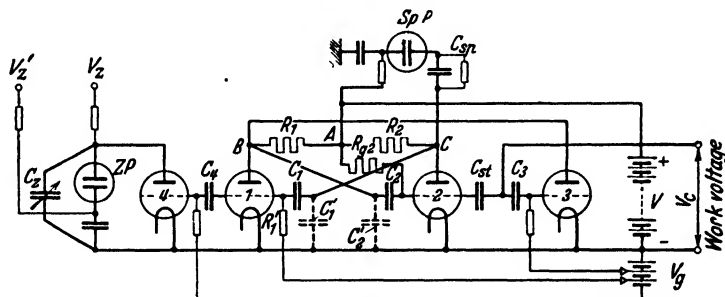 Sp P
C_sp
V_z'
V_z
R_1
A
R_2
B
R_g2
C
C_z
ZP
4
C_4
1
C_1
C_2
2
C_st
C_3
3
+
V
-
V_c
Work voltage
R_1'
C_1'
C_2'
V_g